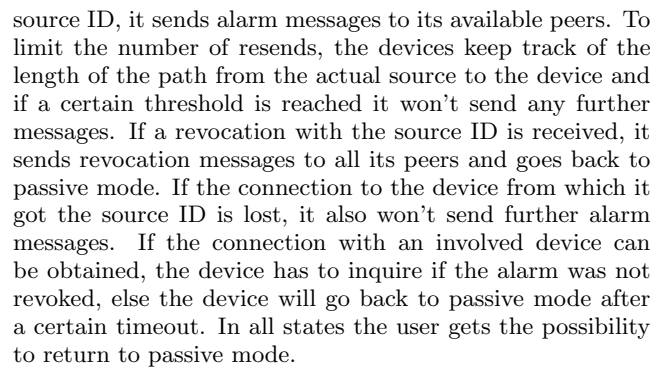 source ID, it sends alarm messages to its available peers. To
limit the number of resends, the devices keep track of the
length of the path from the actual source to the device and
if a certain threshold is reached it won't send any further
messages. If a revocation with the source ID is received, it
sends revocation messages to all its peers and goes back to
passive mode. If the connection to the device from which it
got the source ID is lost, it also won't send further alarm
messages. If the connection with an involved device can
be obtained, the device has to inquire if the alarm was not
revoked, else the device will go back to passive mode after
a certain timeout. In all states the user gets the possibility
to return to passive mode.